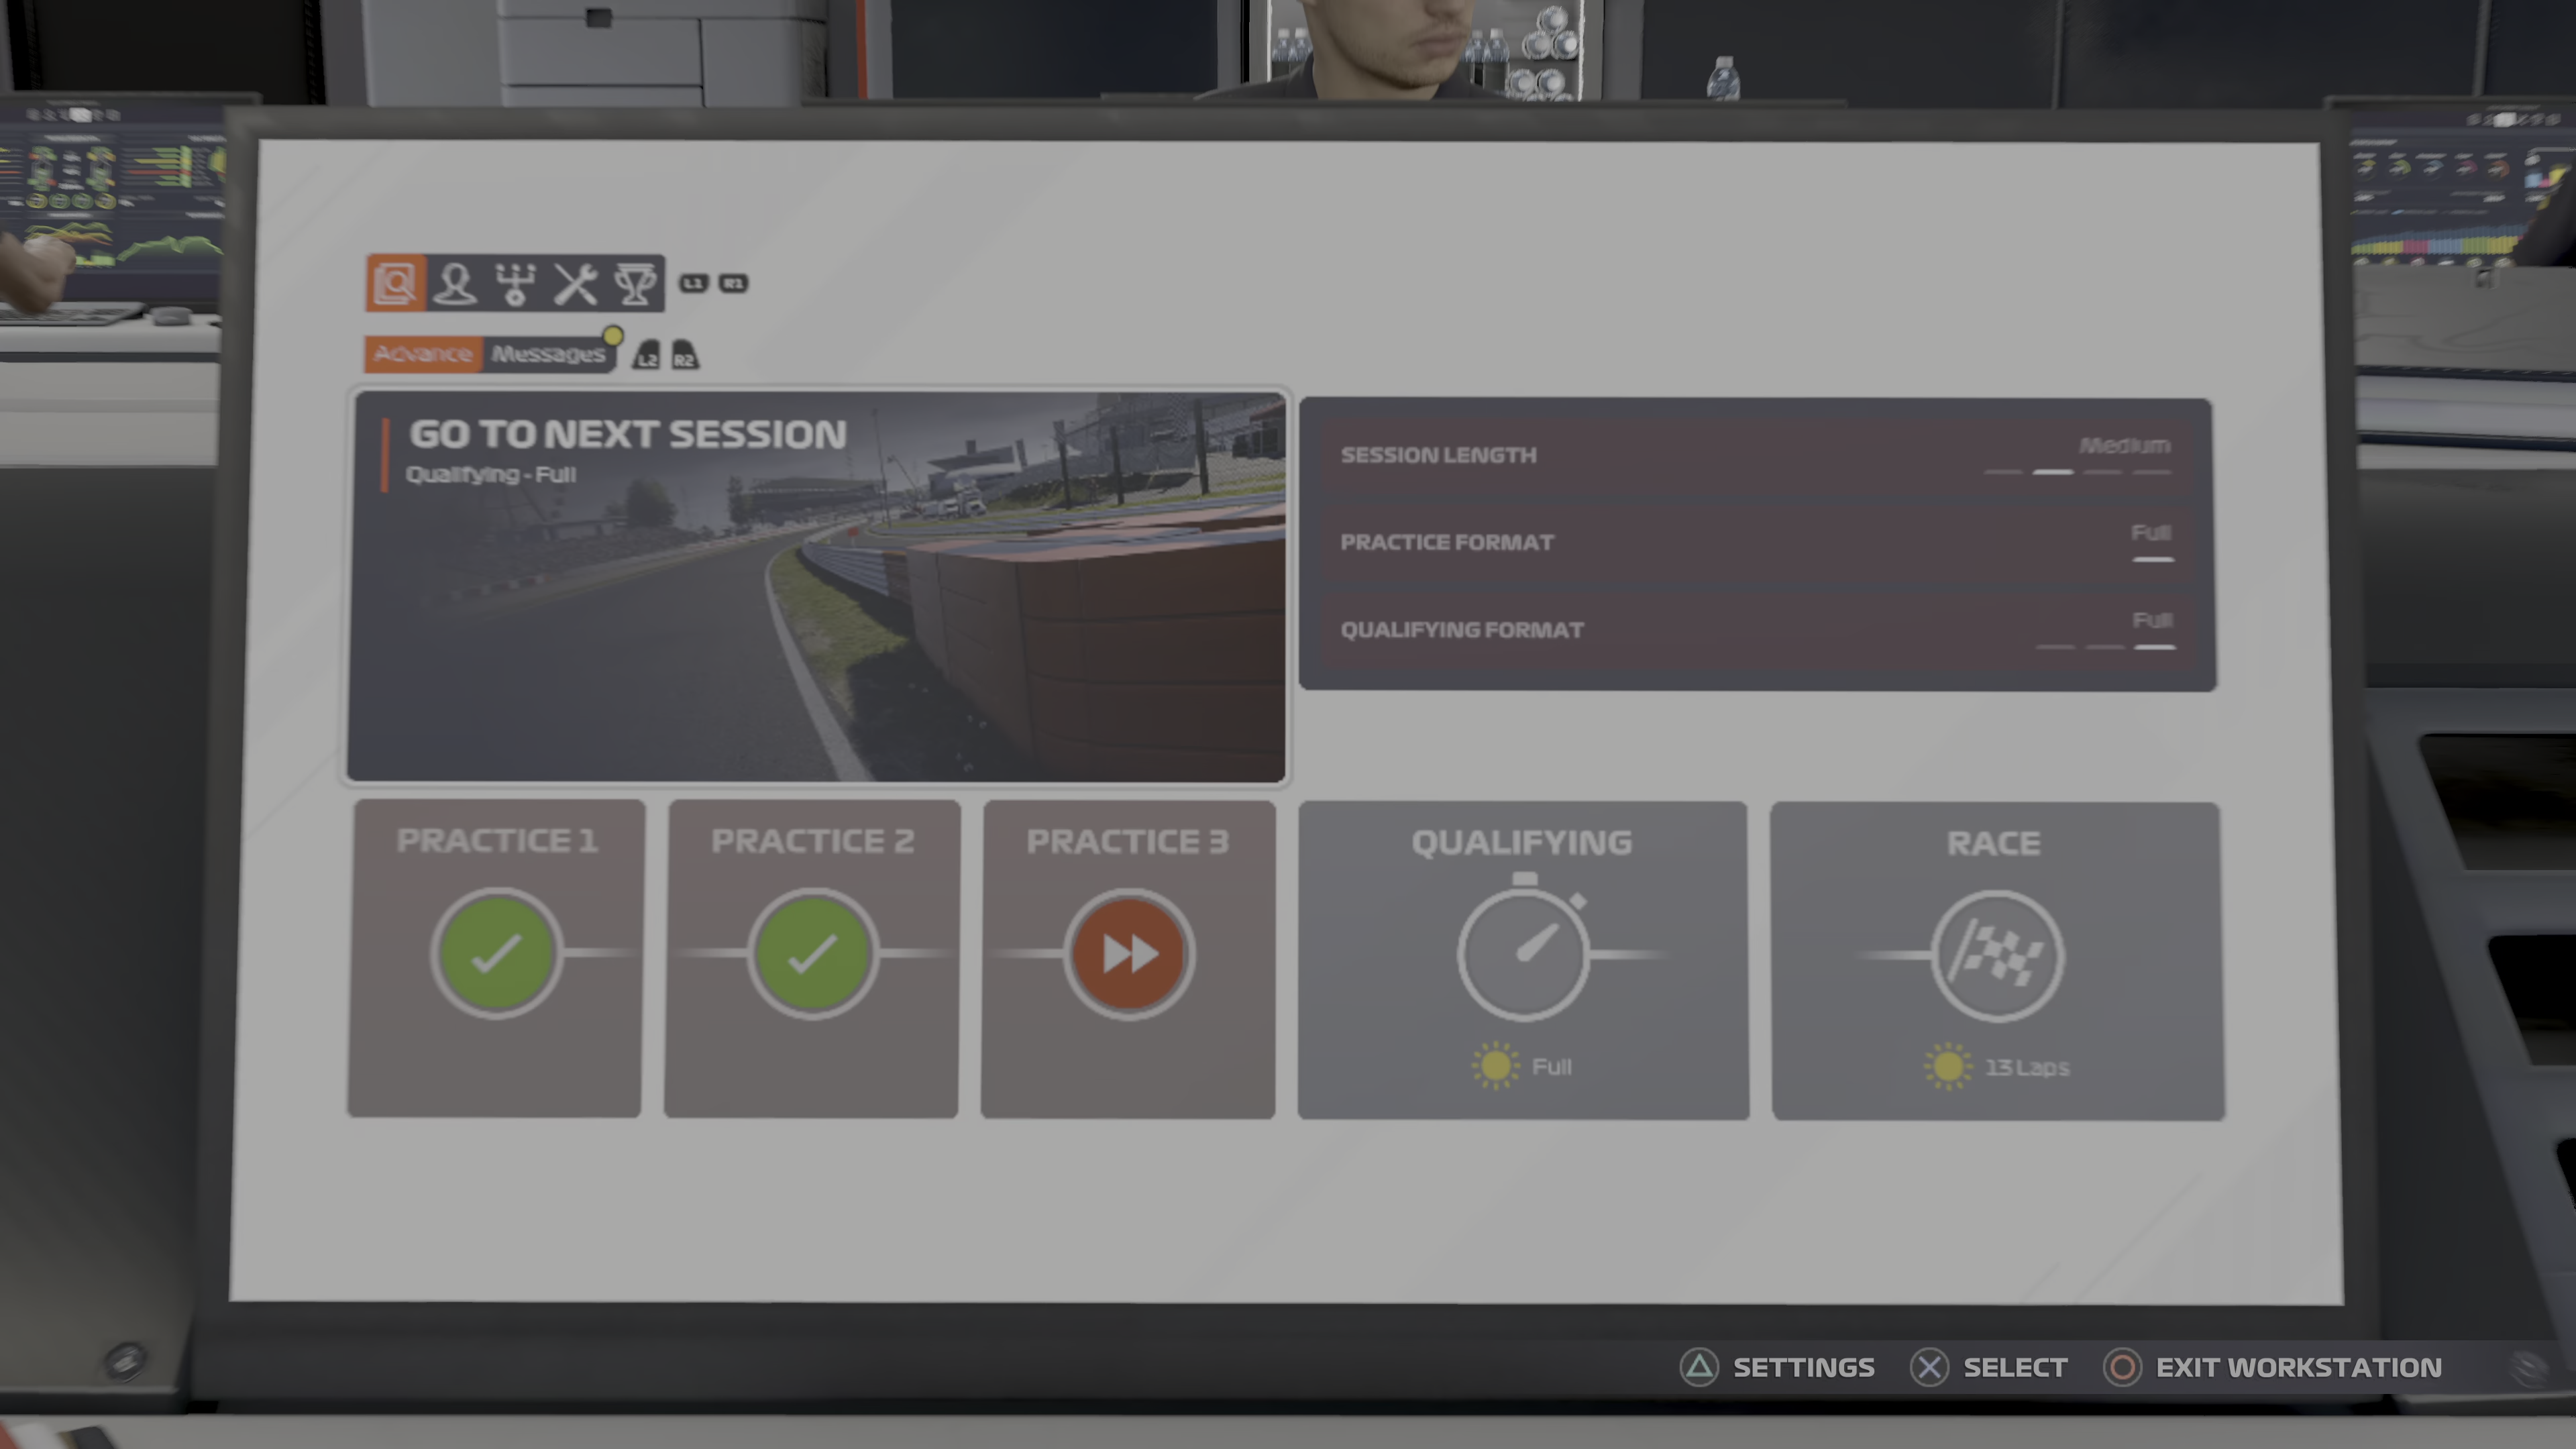 L1 R1
Advance Messages L2 R2
GO TO NEXT SESSION
Qualifying - Full
SESSION LENGTH Medium
PRACTICE FORMAT Full
QUALIFYING FORMAT Full
PRACTICE 1
PRACTICE 2
PRACTICE 3
QUALIFYING
Full
RACE
13 Laps
SETTINGS SELECT EXIT WORKSTATION